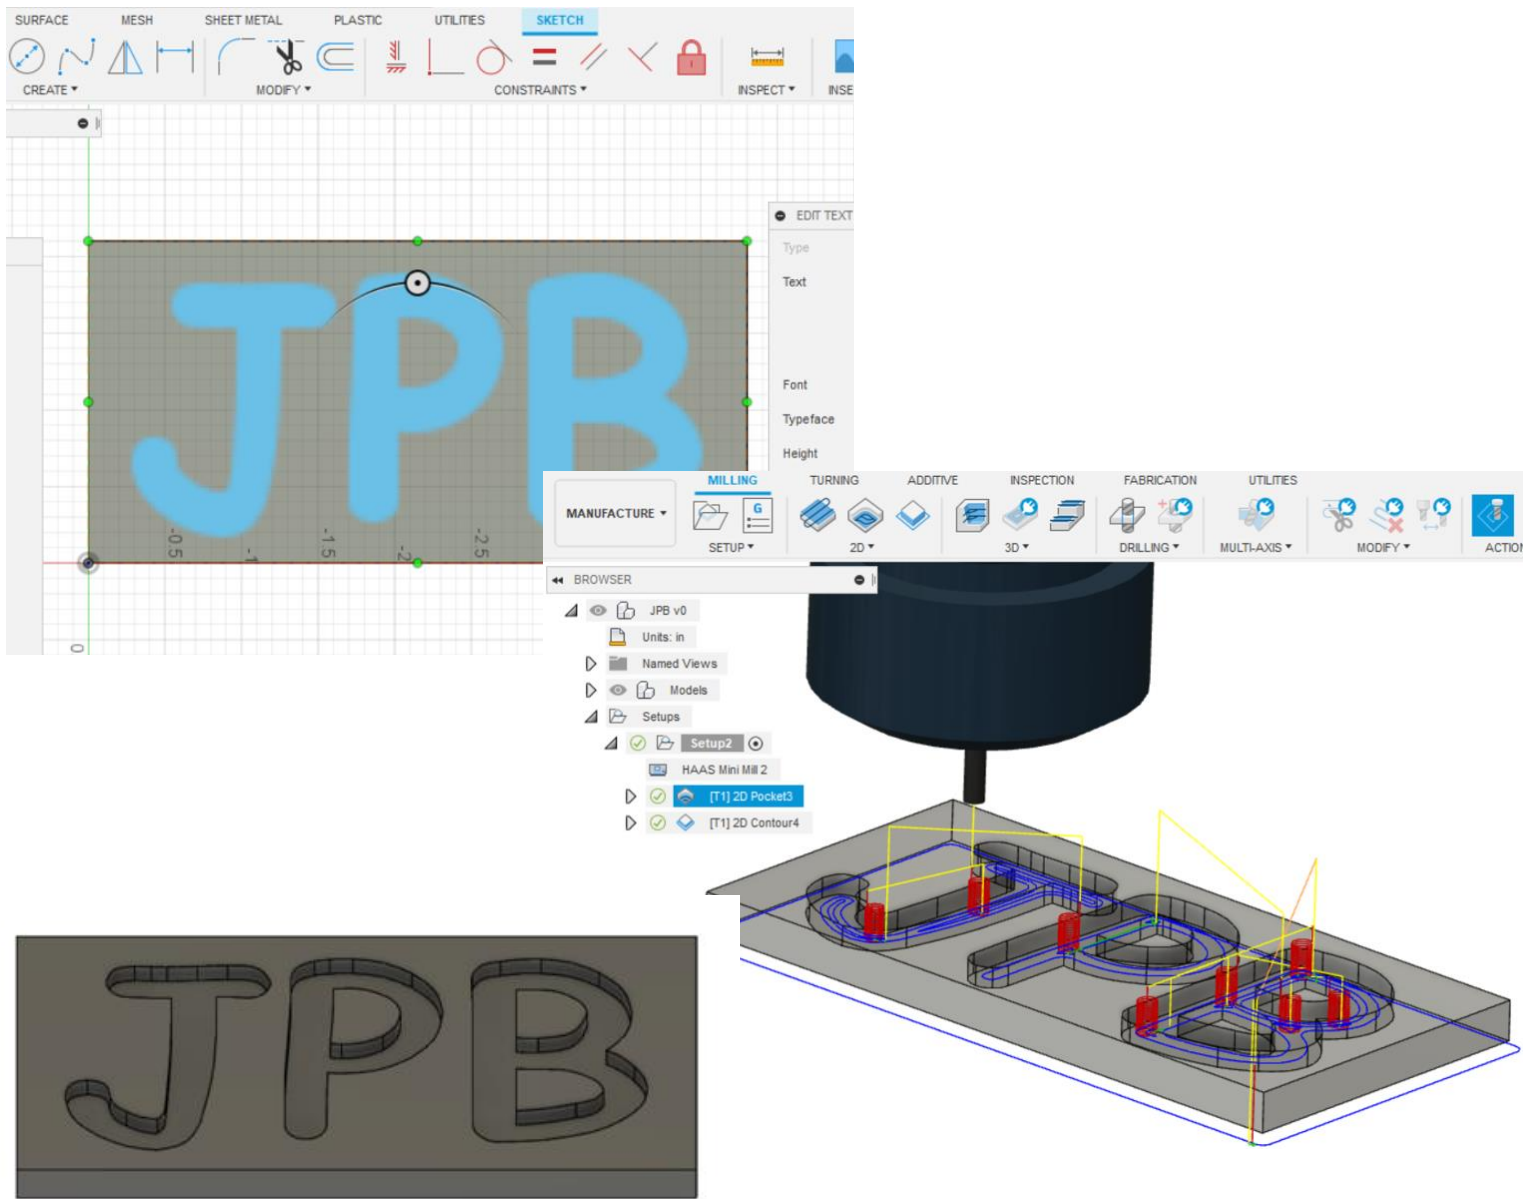 SURFACE MESH SHEET METAL PLASTIC UTILITIES SKETCH
CREATE MODIFY CONSTRAINTS INSPECT INSE
EDIT TEXT
Type
Text
Font
Typeface
Height
JPB
-0.5 -1 -1.5 -2 -2.5
0
MILLING TURNING ADDITIVE INSPECTION FABRICATION UTILITIES
MANUFACTURE
G
SETUP 2D 3D DRILLING MULTI-AXIS MODIFY ACTIO
BROWSER
JPB v0
Units: in
Named Views
Models
Setups
Setup2
HAAS Mini Mill 2
[T1] 2D Pocket3
[T1] 2D Contour4
JPB
JPB